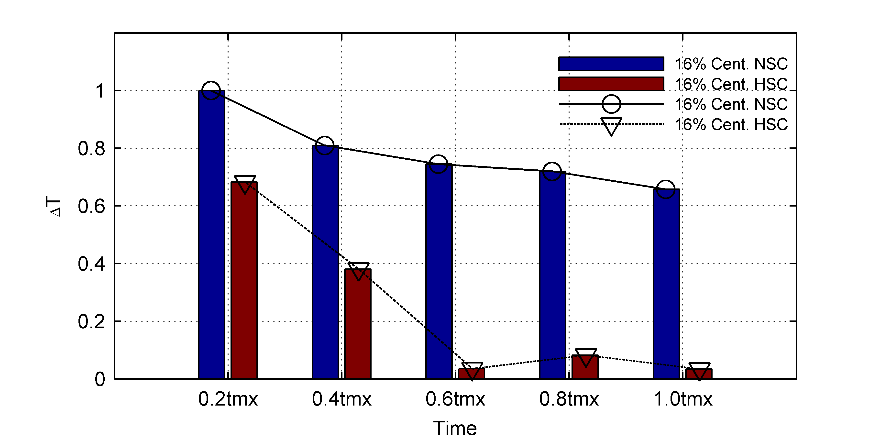 1
0.8
0.6
0.4
0.2
0
ΔT
16% Cent. NSC
16% Cent. HSC
16% Cent. NSC
16% Cent. HSC
0.2tmx 0.4tmx 0.6tmx 0.8tmx 1.0tmx
Time